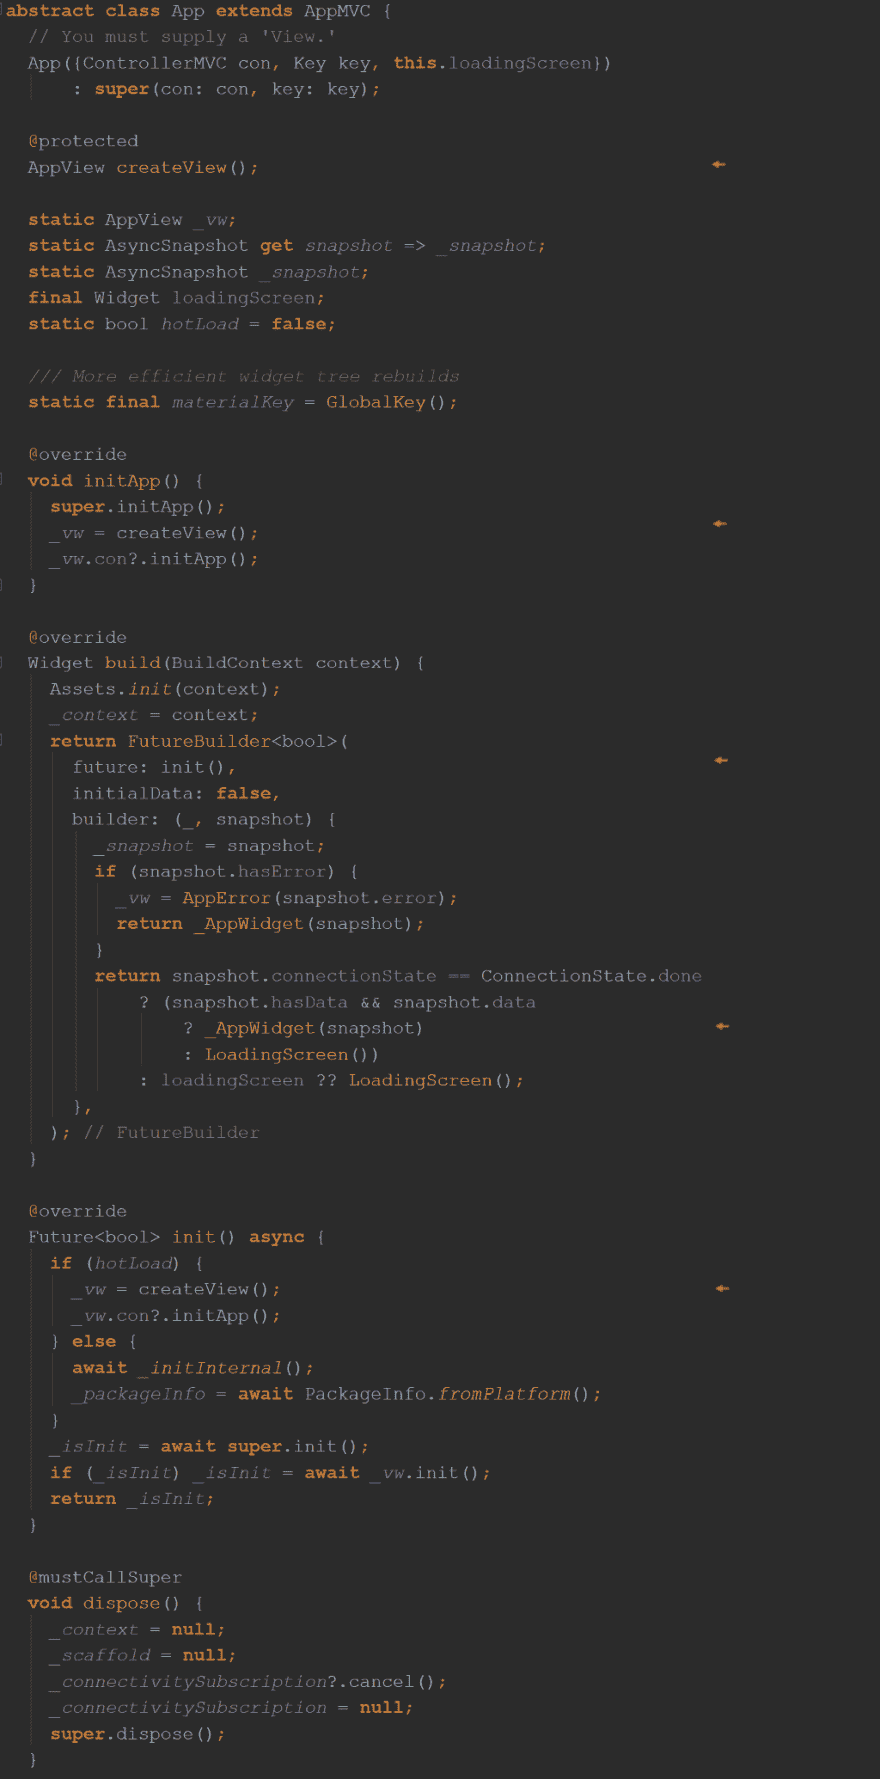 abstract class App extends AppMVC {
  // You must supply a 'View.'
  App({ControllerMVC con, Key key, this.loadingScreen})
      : super(con: con, key: key);

  @protected
  AppView createView();

  static AppView _vw;
  static AsyncSnapshot get snapshot => _snapshot;
  static AsyncSnapshot _snapshot;
  final Widget loadingScreen;
  static bool hotLoad = false;

  /// More efficient widget tree rebuilds
  static final materialKey = GlobalKey();

  @override
  void initApp() {
    super.initApp();
    _vw = createView();
    _vw.con?.initApp();
  }

  @override
  Widget build(BuildContext context) {
    Assets.init(context);
    _context = context;
    return FutureBuilder<bool>(
      future: init(),
      initialData: false,
      builder: (_, snapshot) {
        _snapshot = snapshot;
        if (snapshot.hasError) {
          _vw = AppError(snapshot.error);
          return _AppWidget(snapshot);
        }
        return snapshot.connectionState == ConnectionState.done
            ? (snapshot.hasData && snapshot.data
                ? _AppWidget(snapshot)
                : LoadingScreen())
            : loadingScreen ?? LoadingScreen();
      },
    ); // FutureBuilder
  }

  @override
  Future<bool> init() async {
    if (hotLoad) {
      _vw = createView();
      _vw.con?.initApp();
    } else {
      await _initInternal();
      _packageInfo = await PackageInfo.fromPlatform();
    }
    _isInit = await super.init();
    if (_isInit) _isInit = await _vw.init();
    return _isInit;
  }

  @mustCallSuper
  void dispose() {
    _context = null;
    _scaffold = null;
    _connectivitySubscription?.cancel();
    _connectivitySubscription = null;
    super.dispose();
  }